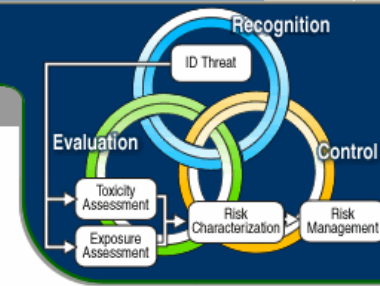 Recognition
ID Threat
Evaluation
Control
Toxicity
Assessment
Exposure
Assessment
Risk
Characterization
Risk
Management